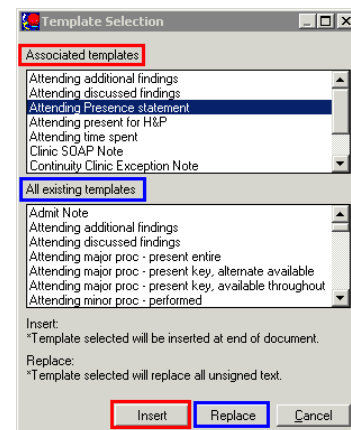 Template Selection
Associated templates
Attending additional findings
Attending discussed findings
Attending Presence statement
Attending present for H&P
Attending time spent
Clinic SOAP Note
Continuity Clinic Exception Note
All existing templates
Admit Note
Attending additional findings
Attending discussed findings
Attending major proc - present entire
Attending major proc - present key, alternate available
Attending major proc - present key, available throughout
Attending minor proc - performed
Insert:
*Template selected will be inserted at end of document.
Replace:
*Template selected will replace all unsigned text.
Insert Replace Cancel